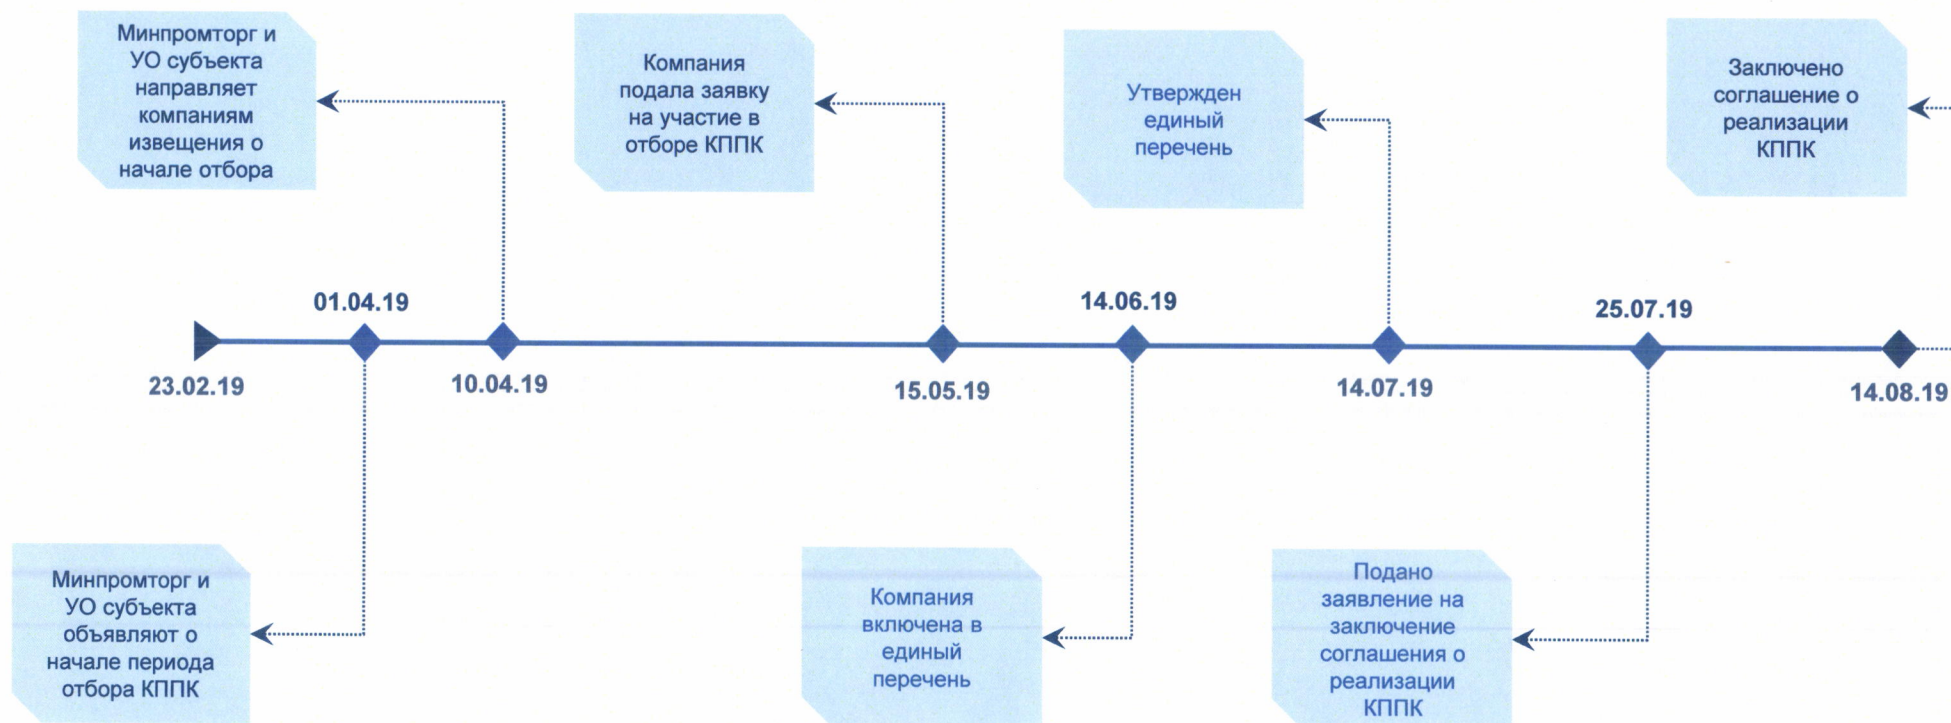 Минпромторг и
УО субъекта
направляет
компаниям
извещения о
начале отбора
Компания
подала заявку
на участие в
отборе КППК
Утвержден
единый
перечень
Заключено
соглашение о
реализации
КППК
01.04.19
14.06.19
25.07.19
23.02.19
10.04.19
15.05.19
14.07.19
14.08.19
Минпромторг и
УО субъекта
объявляют о
начале периода
отбора КППК
Компания
включена в
единый
перечень
Подано
заявление на
заключение
соглашения о
реализации
КППК